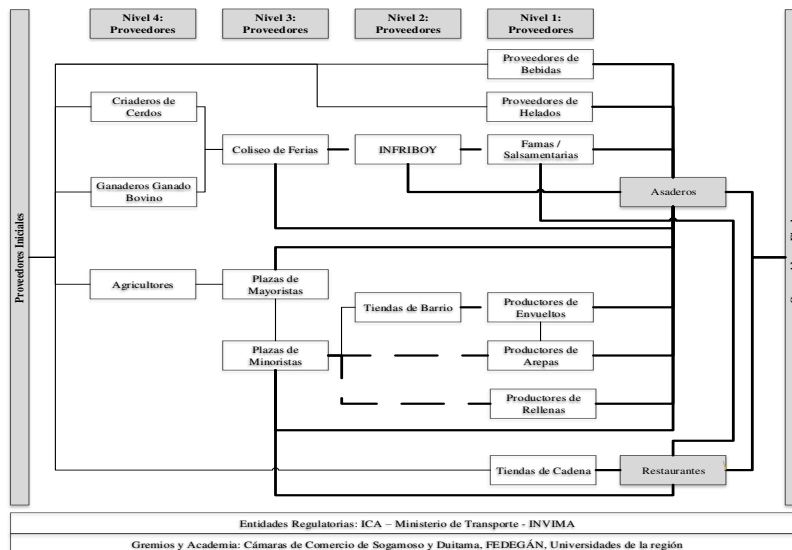 Nivel 4:
Proveedores
Nivel 3:
Proveedores
Nivel 2:
Proveedores
Nivel 1:
Proveedores
Proveedores Iniciales
Proveedores de
Bebidas
Criaderos de
Cerdos
Proveedores de
Helados
Coliseo de Ferias
INFRIBOY
Famas /
Salsamentarias
Ganaderos Ganado
Bovino
Asaderos
Agricultores
Plazas de
Mayoristas
Tiendas de Barrio
Productores de
Envueltos
Plazas de
Minoristas
Productores de
Arepas
Productores de
Rellenas
Tiendas de Cadena
Restaurantes
Entidades Regulatorias: ICA – Ministerio de Transporte - INVIMA
Gremios y Academia: Cámaras de Comercio de Sogamoso y Duitama, FEDEGÁN, Universidades de la región